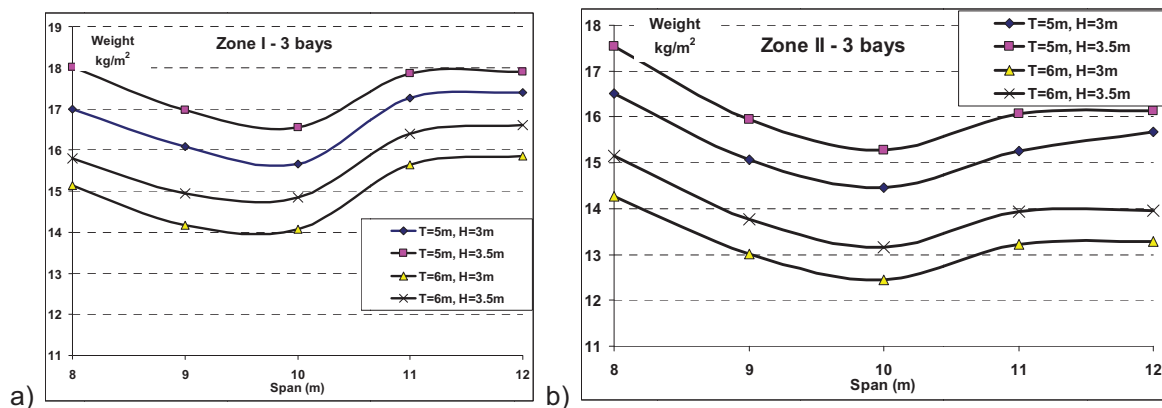 Weight
kg/m²
Zone I - 3 bays
19
18
17
16
15
14
13
12
11
8
9
10
11
12
Span (m)
T=5m, H=3m
T=5m, H=3.5m
T=6m, H=3m
T=6m, H=3.5m
a)
Weight
kg/m²
Zone II - 3 bays
18
17
16
15
14
13
12
11
8
9
10
11
12
Span (m)
T=5m, H=3m
T=5m, H=3.5m
T=6m, H=3m
T=6m, H=3.5m
b)